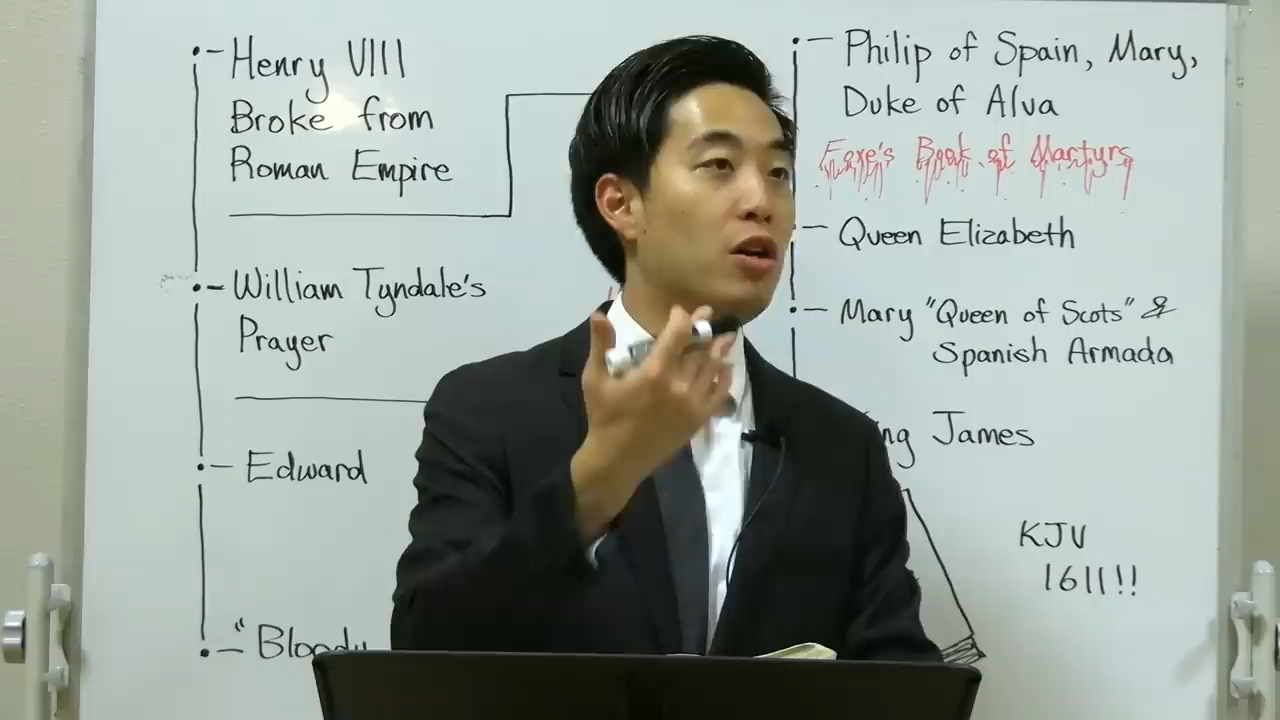 Henry VIII
Broke from
Roman Empire
William Tyndale's
Prayer
Edward
"Bloody
Philip of Spain, Mary,
Duke of Alva
Foxe's Book of Martyrs
Queen Elizabeth
Mary "Queen of Scots" &
Spanish Armada
James
KJV
1611!!